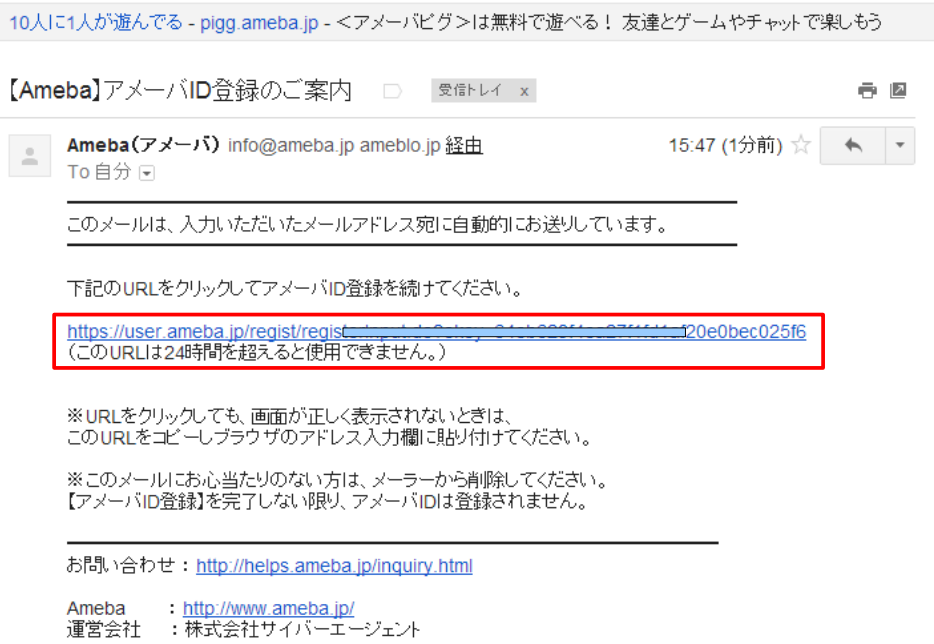 10人に1人が遊んでる - pigg.ameba.jp - <アメーバピグ>は無料で遊べる! 友達とゲームやチャットで楽しもう
【Ameba】アメーバID登録のご案内 受信トレイ x
Ameba(アメーバ) info@ameba.jp ameblo.jp 経由 15:47 (1分前)
To 自分
このメールは、入力いただいたメールアドレス宛に自動的にお送りしています。
下記のURLをクリックしてアメーバID登録を続けてください。
https://user.ameba.jp/regist/regist 20e0bec025f6
(このURLは24時間を超えると使用できません。)
※URLをクリックしても、画面が正しく表示されないときは、
このURLをコピーしブラウザのアドレス入力欄に貼り付けてください。
※このメールにお心当たりのない方は、メーラーから削除してください。
【アメーバID登録】を完了しない限り、アメーバIDは登録されません。
お問い合わせ:http://helps.ameba.jp/inquiry.html
Ameba :http://www.ameba.jp/
運営会社 :株式会社サイバーエージェント